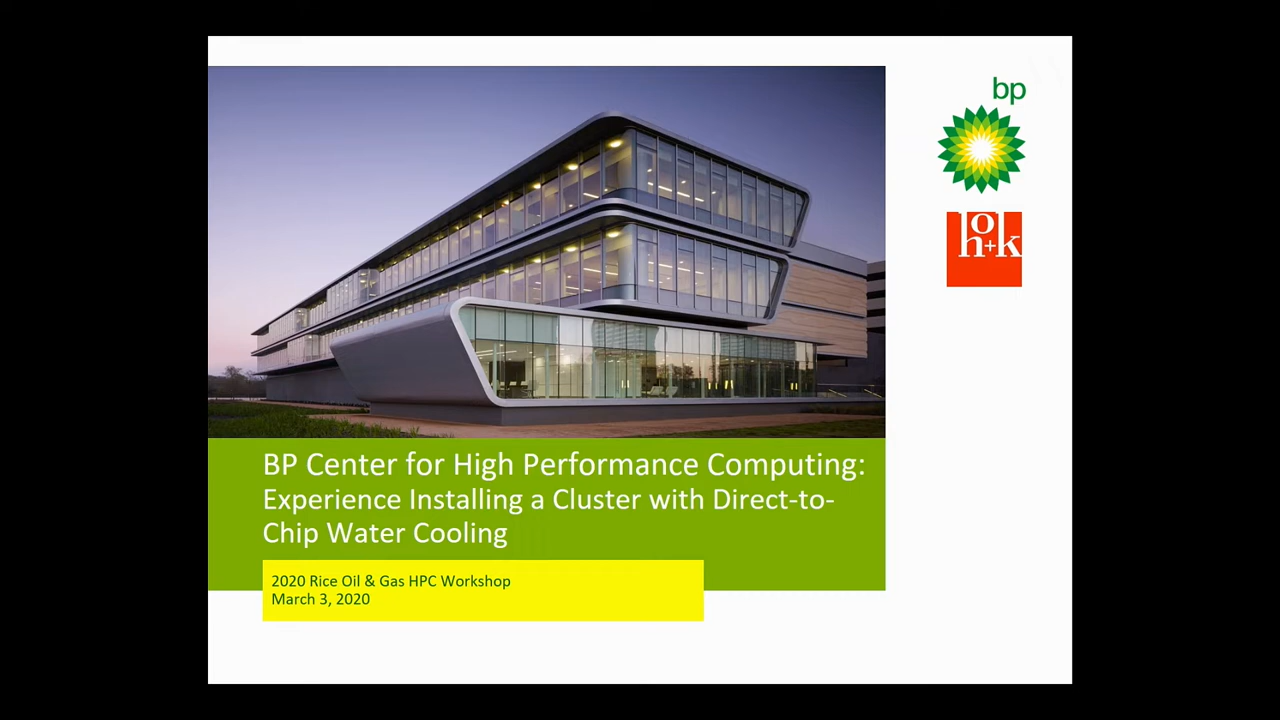 bp
hok
BP Center for High Performance Computing:
Experience Installing a Cluster with Direct-to-
Chip Water Cooling
2020 Rice Oil & Gas HPC Workshop
March 3, 2020